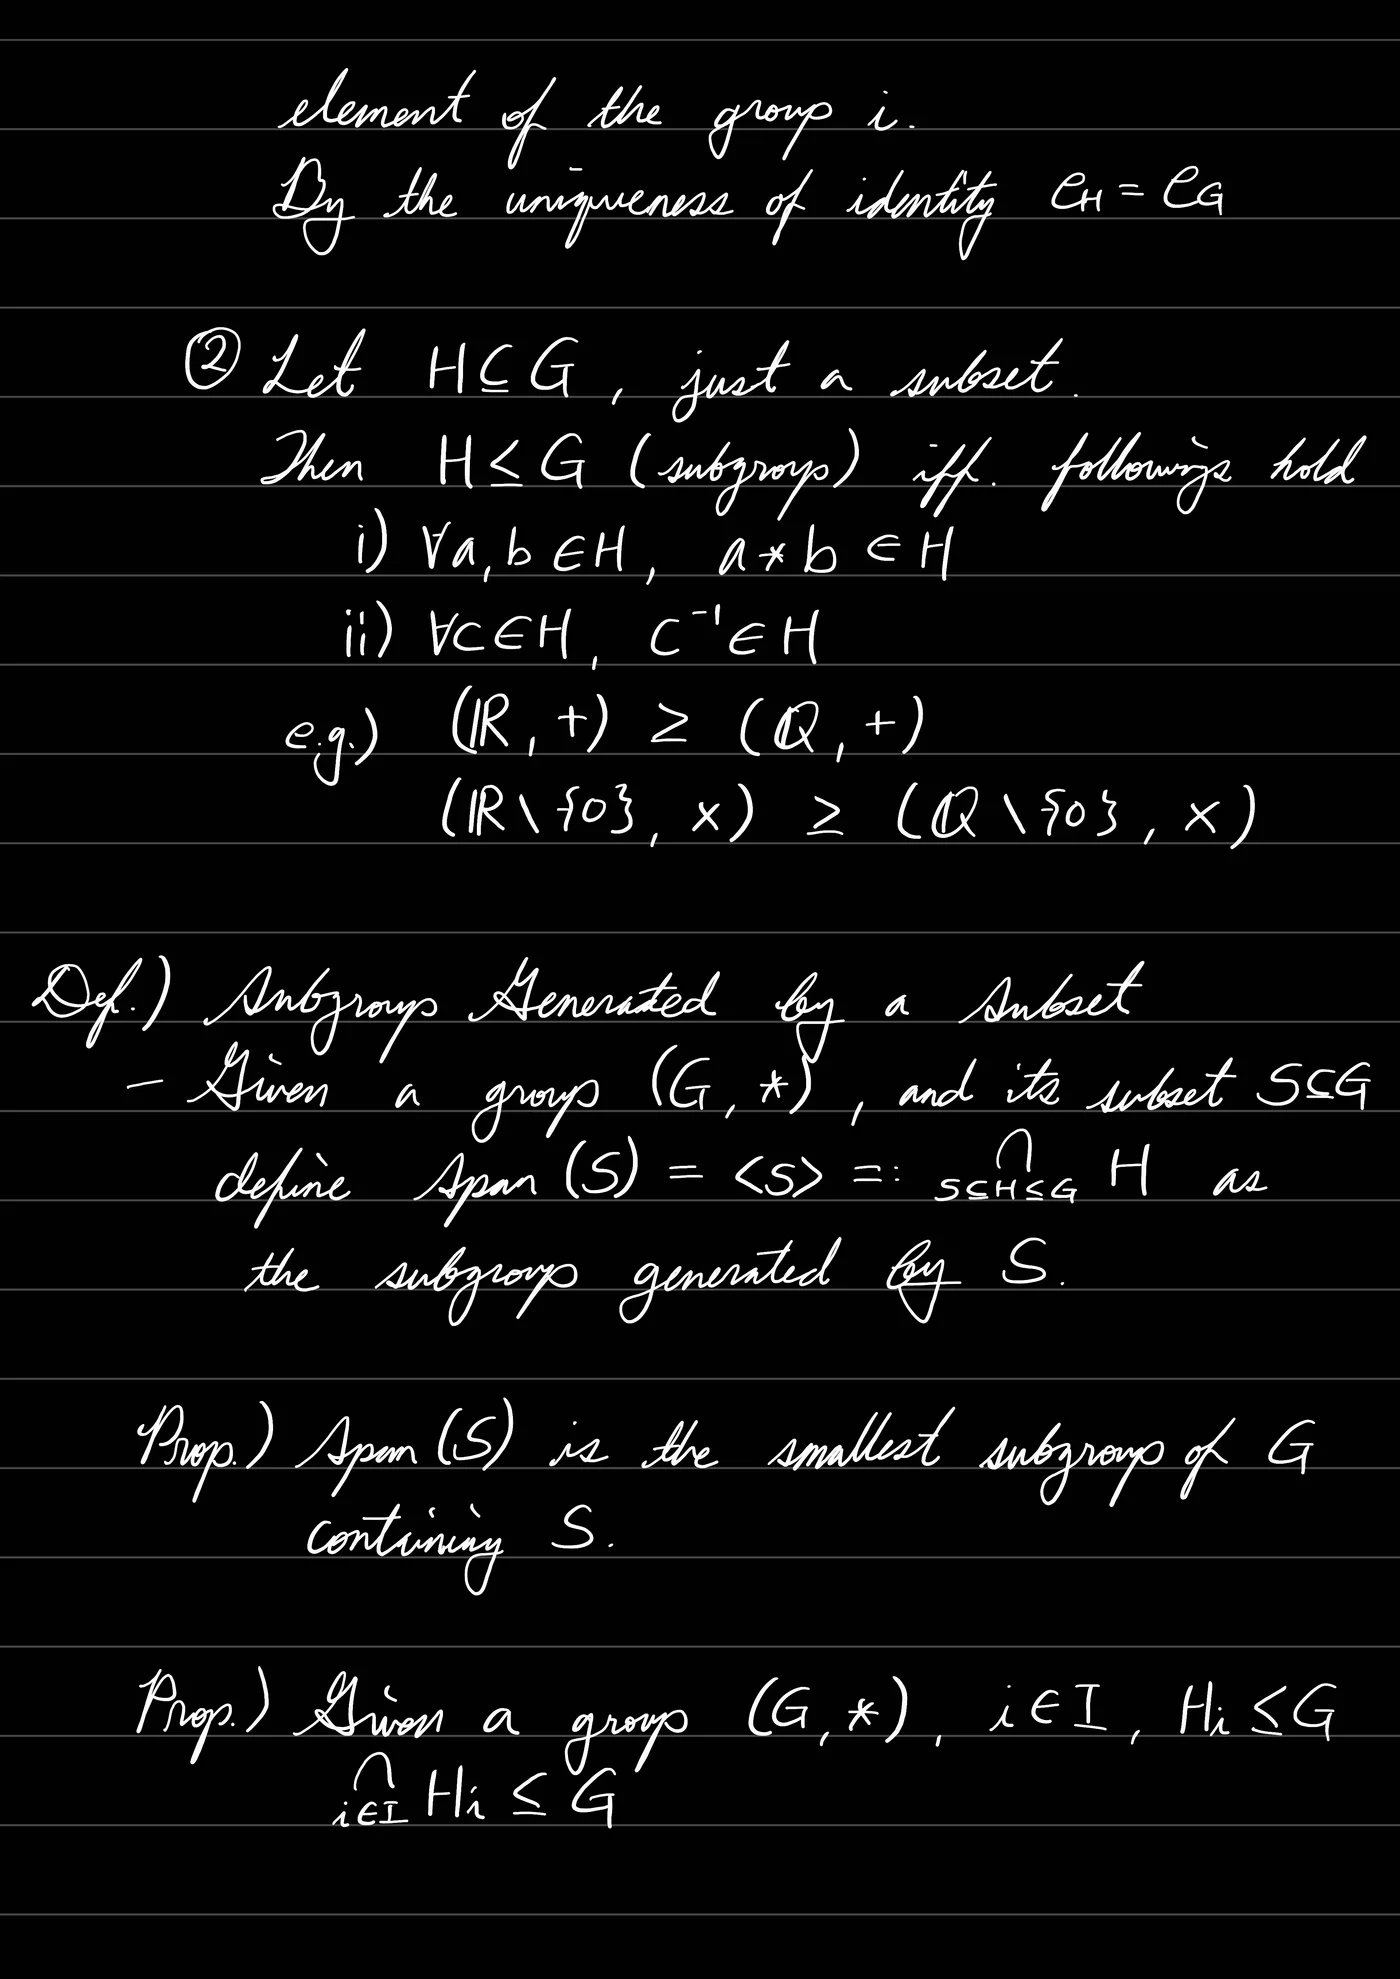 element of the group i.
By the uniqueness of identity e_H = e_G
② Let H ⊆ G, just a subset.
Then H ≤ G (subgroup) iff. followings hold
i) ∀a, b ∈ H, a * b ∈ H
ii) ∀c ∈ H, c⁻¹ ∈ H
e.g.) (ℝ, +) ≥ (ℚ, +)
(ℝ \ {0}, ×) ≥ (ℚ \ {0}, ×)
Def.) Subgroup Generated by a Subset
- Given a group (G, *), and its subset S ⊆ G
define Span (S) = <S> =: ∩_{S⊆H≤G} H as
the subgroup generated by S.
Prop.) Span (S) is the smallest subgroup of G
containing S.
Prop.) Given a group (G, *), i ∈ I, H_i ≤ G
∩_{i∈I} H_i ≤ G